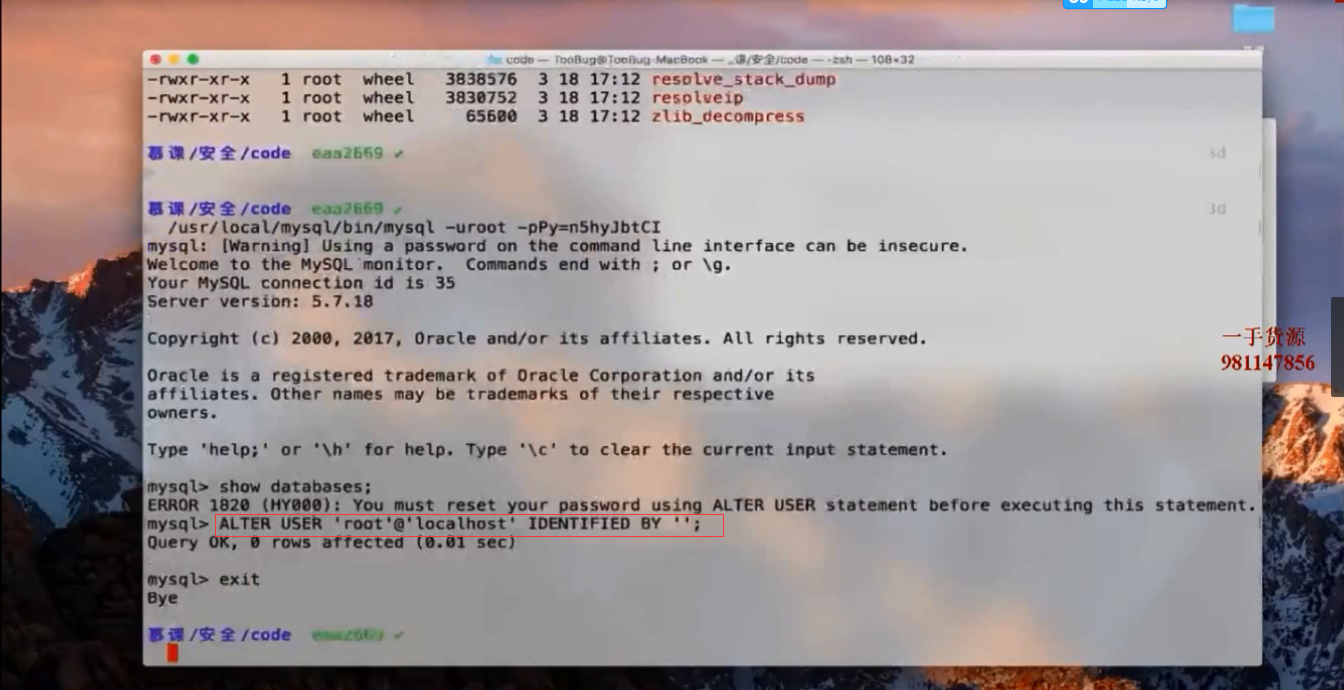 code — TooBug@TooBug-MacBook — ..课/安全/code — -zsh — 108×32
-rwxr-xr-x   1 root  wheel   3838576  3 18 17:12 resolve_stack_dump
-rwxr-xr-x   1 root  wheel   3830752  3 18 17:12 resolveip
-rwxr-xr-x   1 root  wheel     65600  3 18 17:12 zlib_decompress
慕课/安全/code  eaa2669 ✔ 3d
慕课/安全/code  eaa2669 ✔ 3d
/usr/local/mysql/bin/mysql -uroot -pPy=n5hyJbtCI
mysql: [Warning] Using a password on the command line interface can be insecure.
Welcome to the MySQL monitor.  Commands end with ; or \g.
Your MySQL connection id is 35
Server version: 5.7.18
Copyright (c) 2000, 2017, Oracle and/or its affiliates. All rights reserved.
Oracle is a registered trademark of Oracle Corporation and/or its
affiliates. Other names may be trademarks of their respective
owners.
Type 'help;' or '\h' for help. Type '\c' to clear the current input statement.
mysql> show databases;
ERROR 1820 (HY000): You must reset your password using ALTER USER statement before executing this statement.
mysql> ALTER USER 'root'@'localhost' IDENTIFIED BY '';
Query OK, 0 rows affected (0.01 sec)
mysql> exit
Bye
慕课/安全/code  eaa2669 ✔
一手货源
981147856